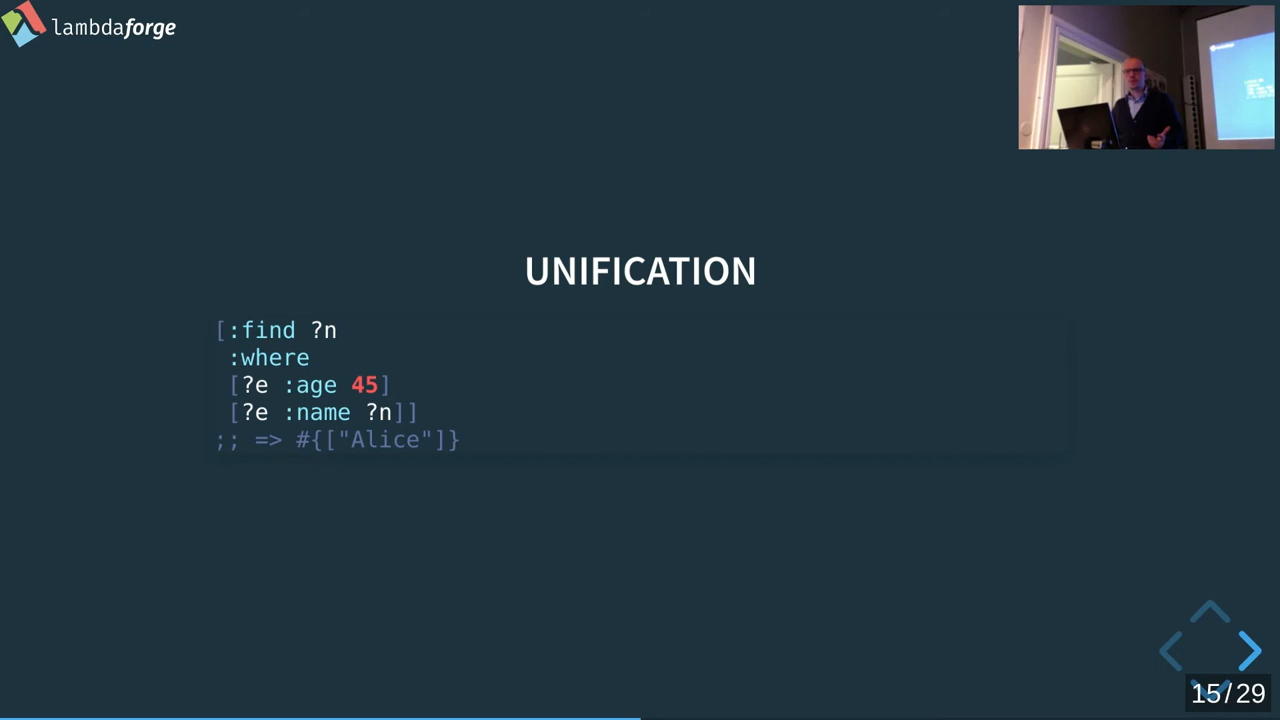 lambdaforge
UNIFICATION
[:find ?n
:where
[?e :age 45]
[?e :name ?n]]
;; => #{["Alice"]}
15/29